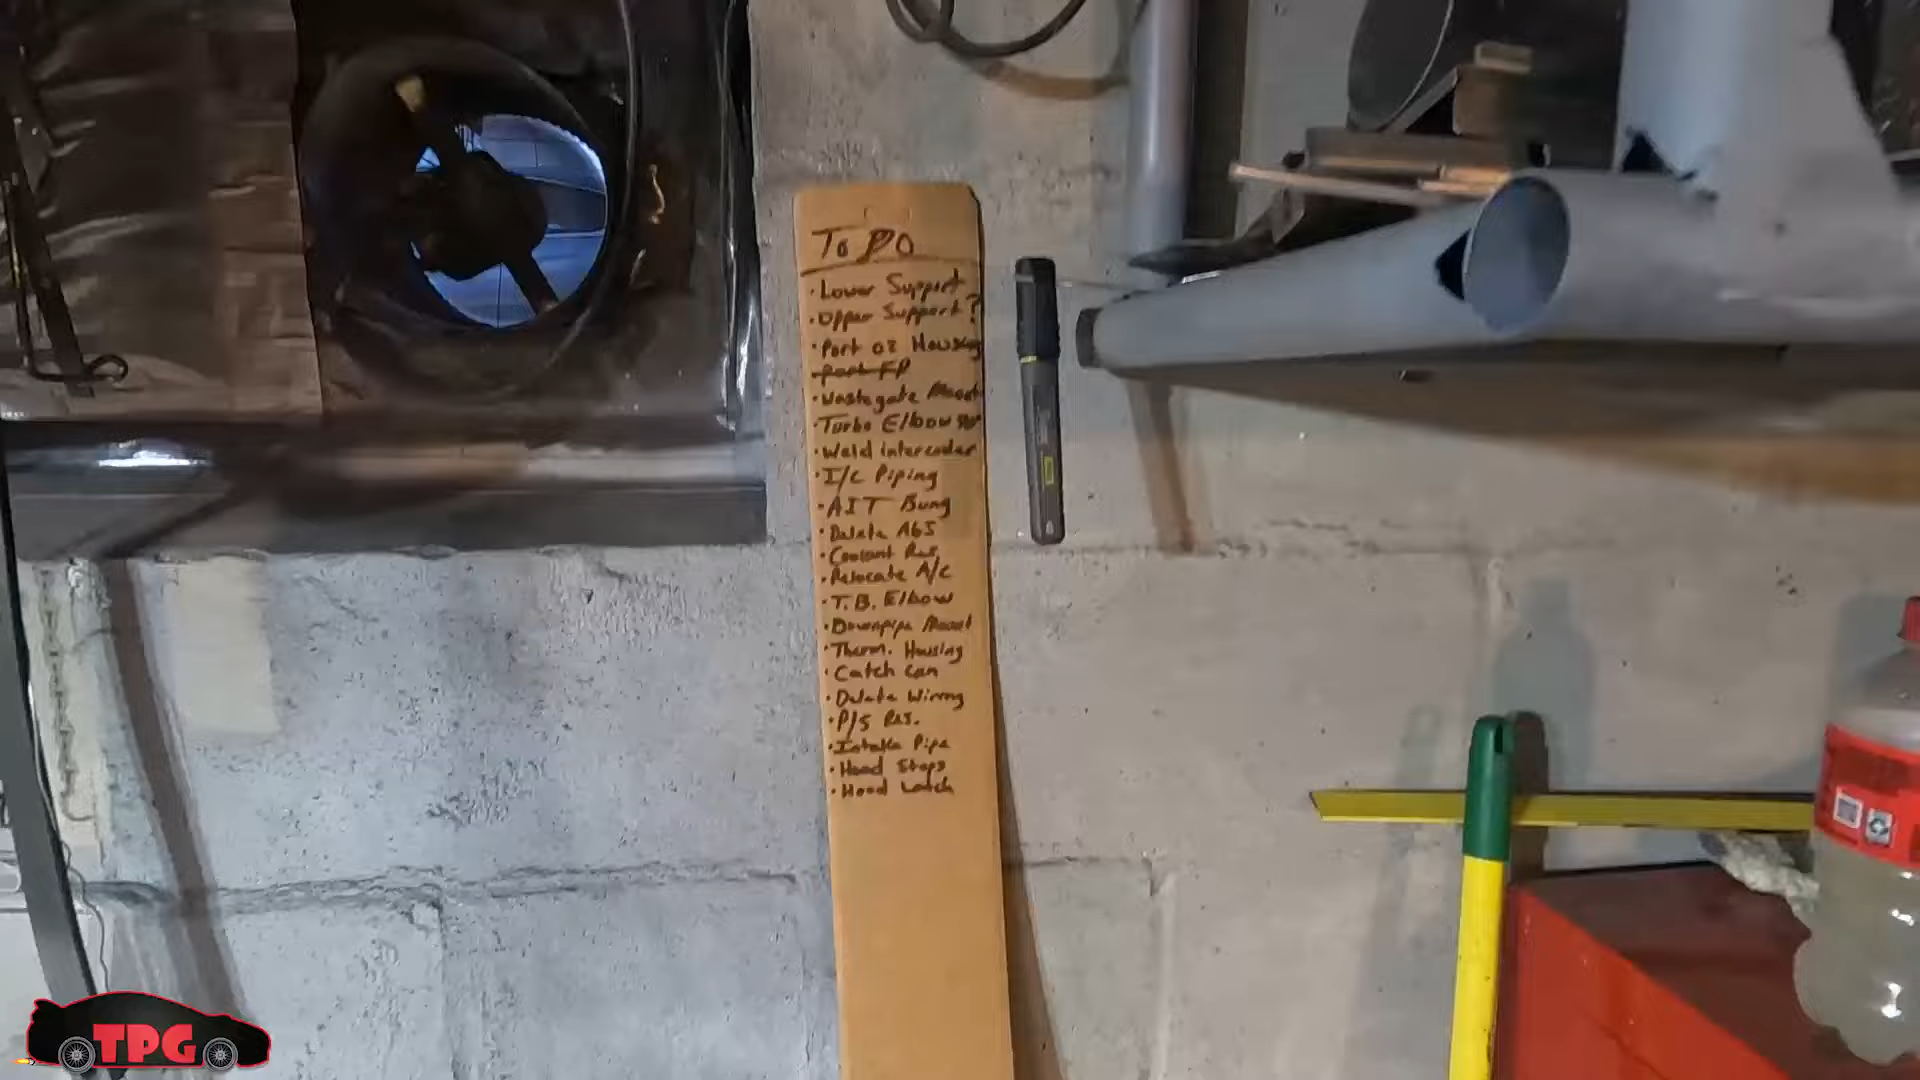 To DO
· Lower Support
· Upper Support?
· Port O2 Housing
· Port FP
· Wastegate Mount
· Turbo Elbow 90°
· Weld intercooler
· I/C Piping
· AIT Bung
· Delete ABS
· Coolant Res.
· Relocate A/C
· T.B. Elbow
· Downpipe Mount
· Therm. Housing
· Catch Can
· Delete Wiring
· P/S Res.
· Intake Pipe
· Hood Stops
· Hood Latch
TPG